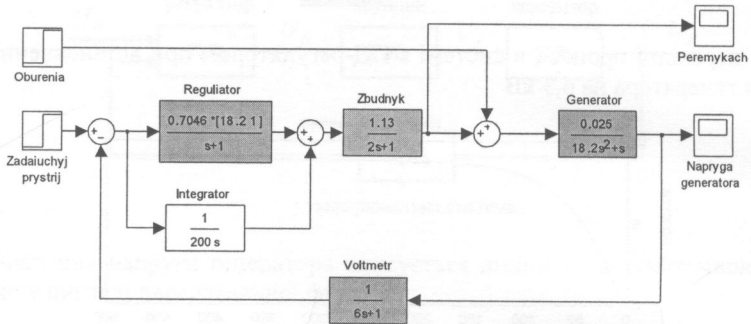 Peremykach
Oburenia
Reguliator
0.7046 *[18.2 1]
s+1
Zbudnyk
1.13
2s+1
Generator
0,025
18,2s²+s
Zadaiuchyj
prystrij
Napryga
generatora
Integrator
1
200 s
Voltmetr
1
6s+1